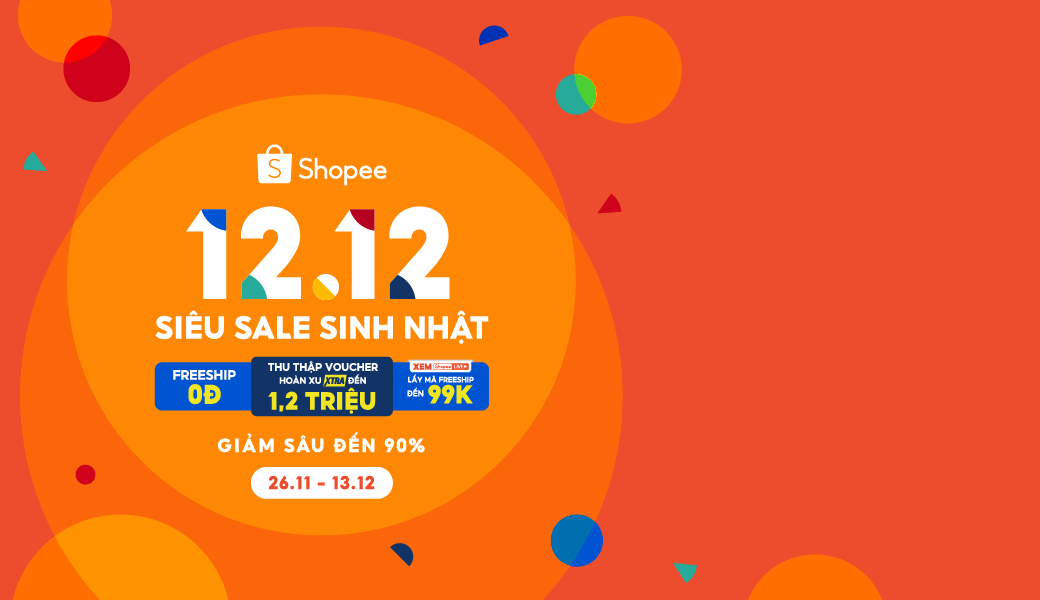 Shopee
12.12
SIÊU SALE SINH NHẬT
FREESHIP
0Đ
THU THẬP VOUCHER
HOÀN XU XTRA ĐẾN
1,2 TRIỆU
XEM Shopee LIVE
LẤY MÃ FREESHIP
ĐẾN 99K
GIẢM SÂU ĐẾN 90%
26.11 - 13.12